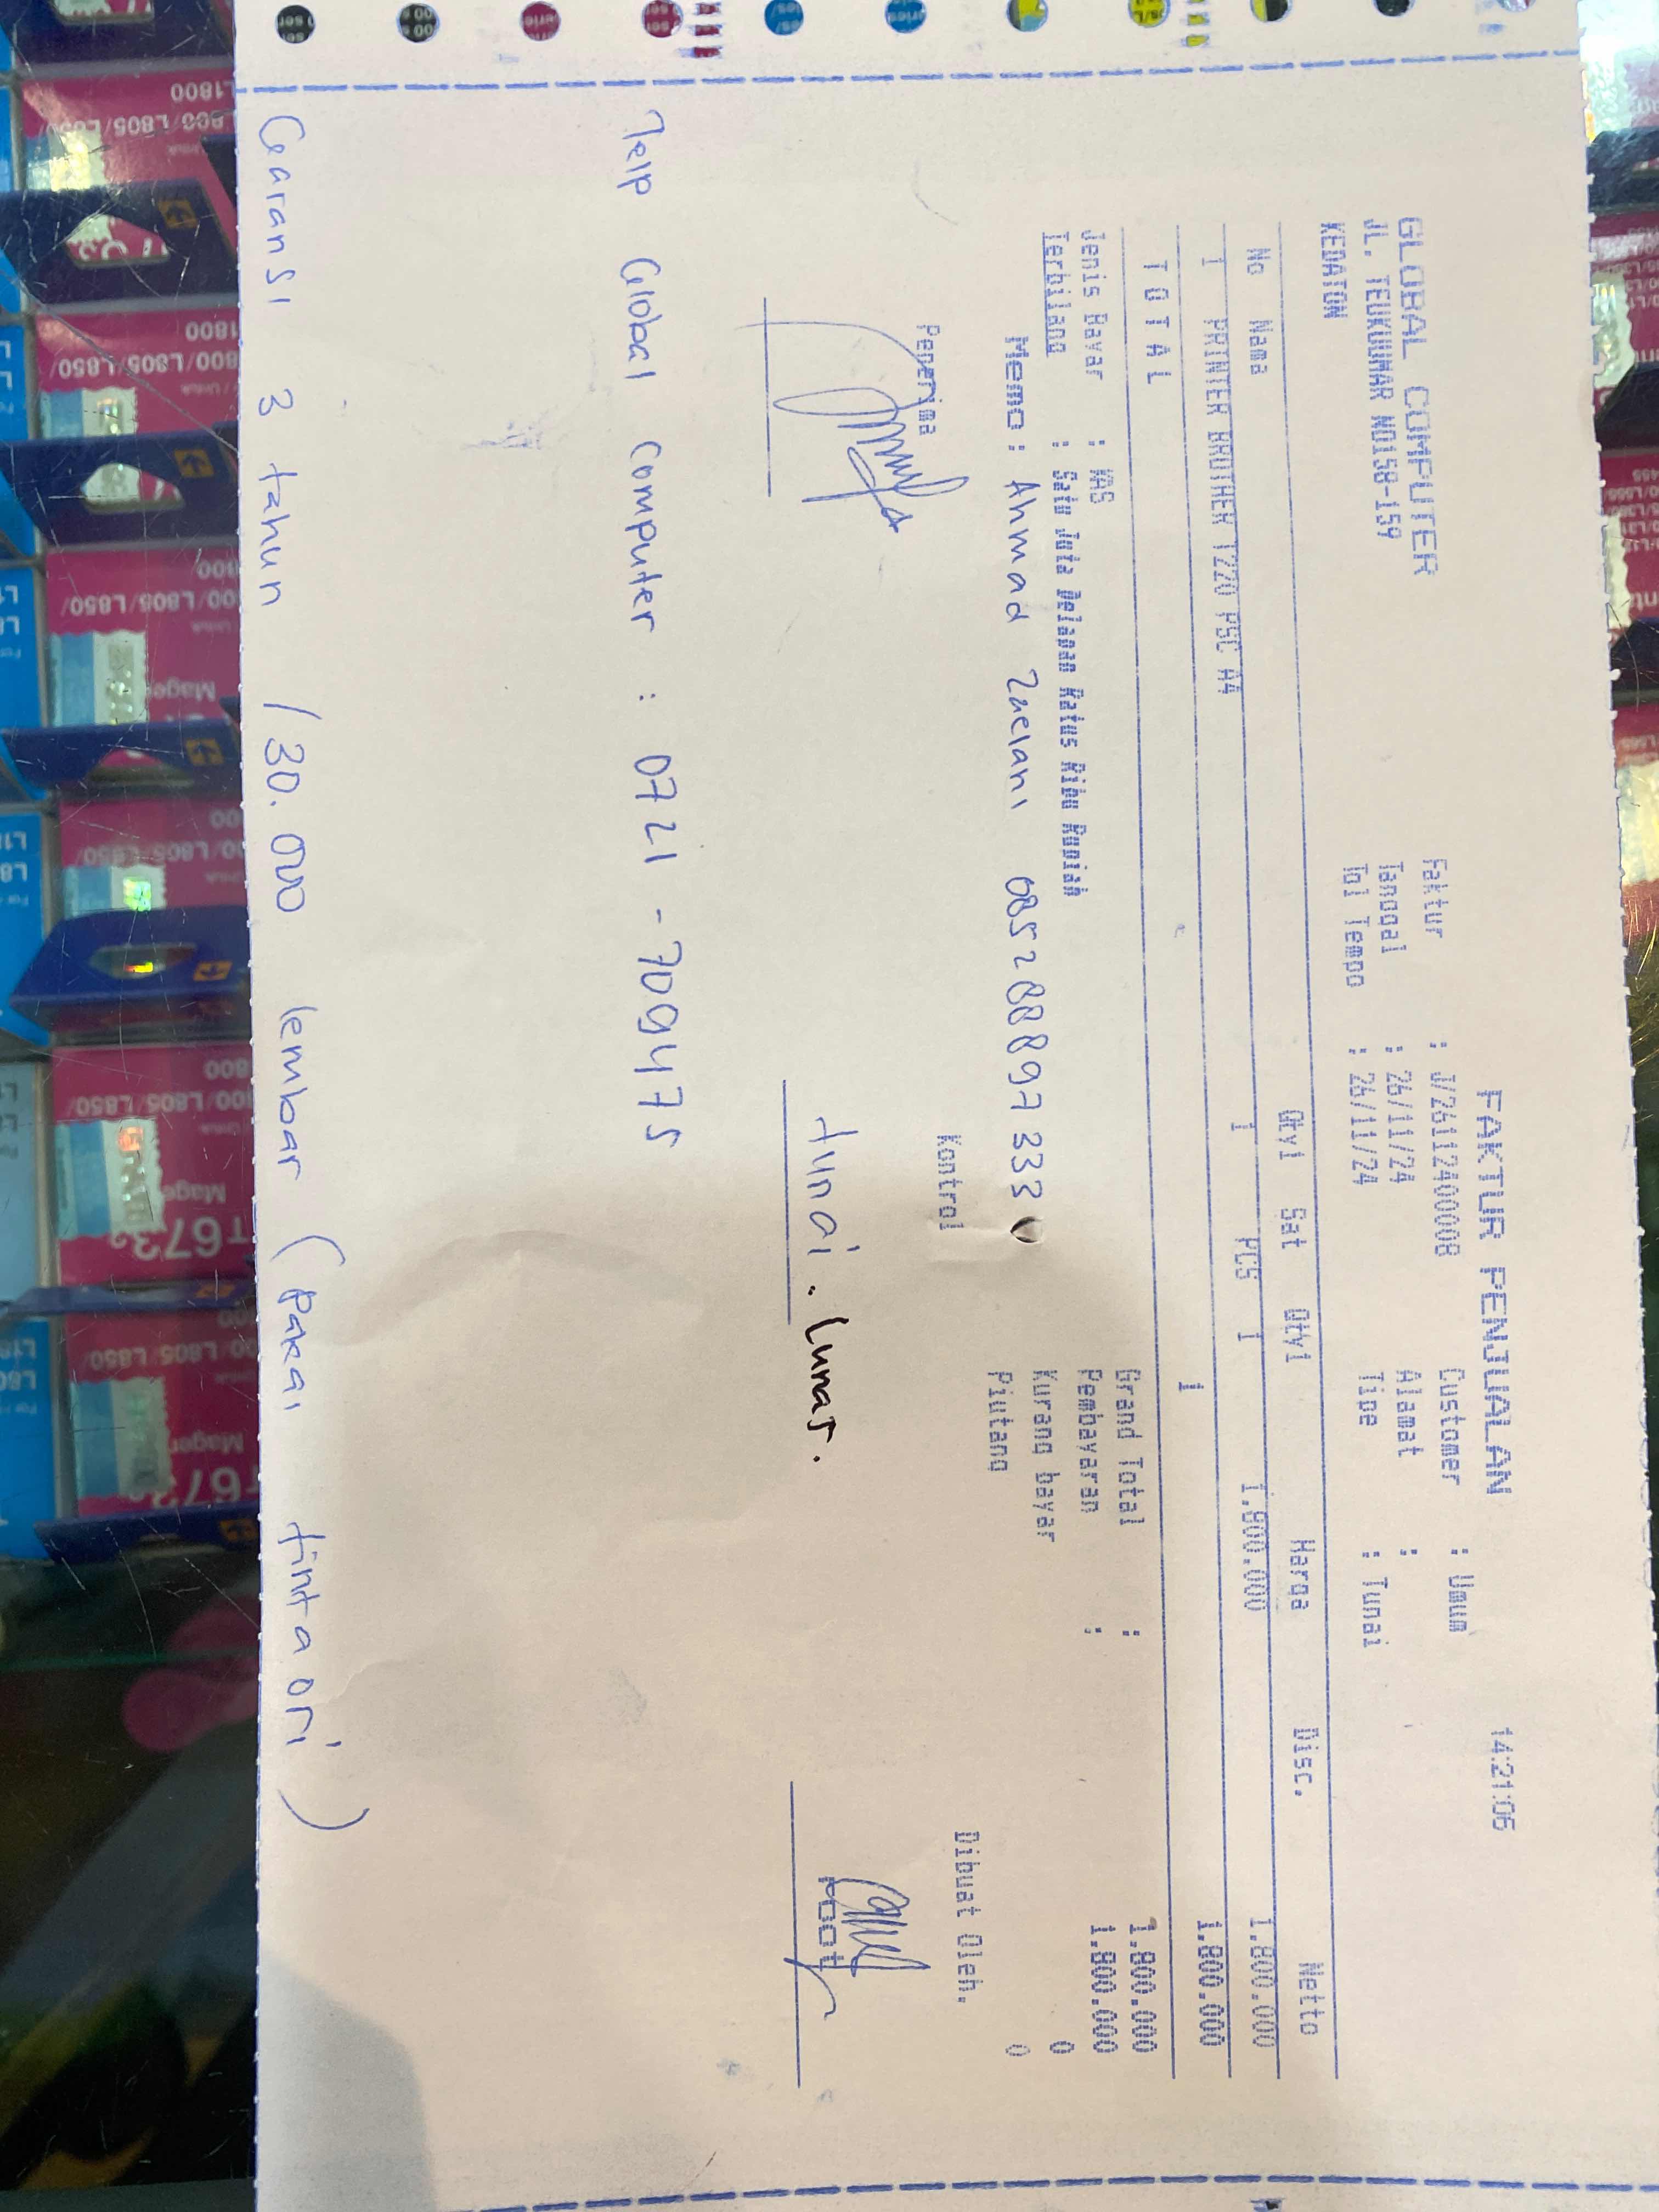 FAKTUR PENJUALAN 14:21:06
GLOBAL COMPUTER
JL. TEUKUUMAR NO158-159
KEDATON
Faktur : J/26112400008
Tanggal : 26/11/24
Tgl Tempo : 26/11/24
Customer : Umum
Alamat :
Tipe : Tunai
No Nama Qty1 Sat Qty1 Harga Disc. Netto
1 PRINTER BROTHER T220 PSC A4 1 PCS 1 1.800.000 1.800.000
T O T A L 1 1.800.000
Jenis Bayar : KAS
Terbilang : Satu Juta Delapan Ratus Ribu Rupiah
Grand Total : 1.800.000
Pembayaran : 1.800.000
Kurang bayar 0
Piutang 0
Memo : Ahmad Zaelani 085288897333
Penerima Kontrol Dibuat Oleh,
tunai . Lunas .
ROOT
Telp Global Computer : 0721 - 709475
Garansi 3 tahun / 30.000 lembar (pakai tinta ori)